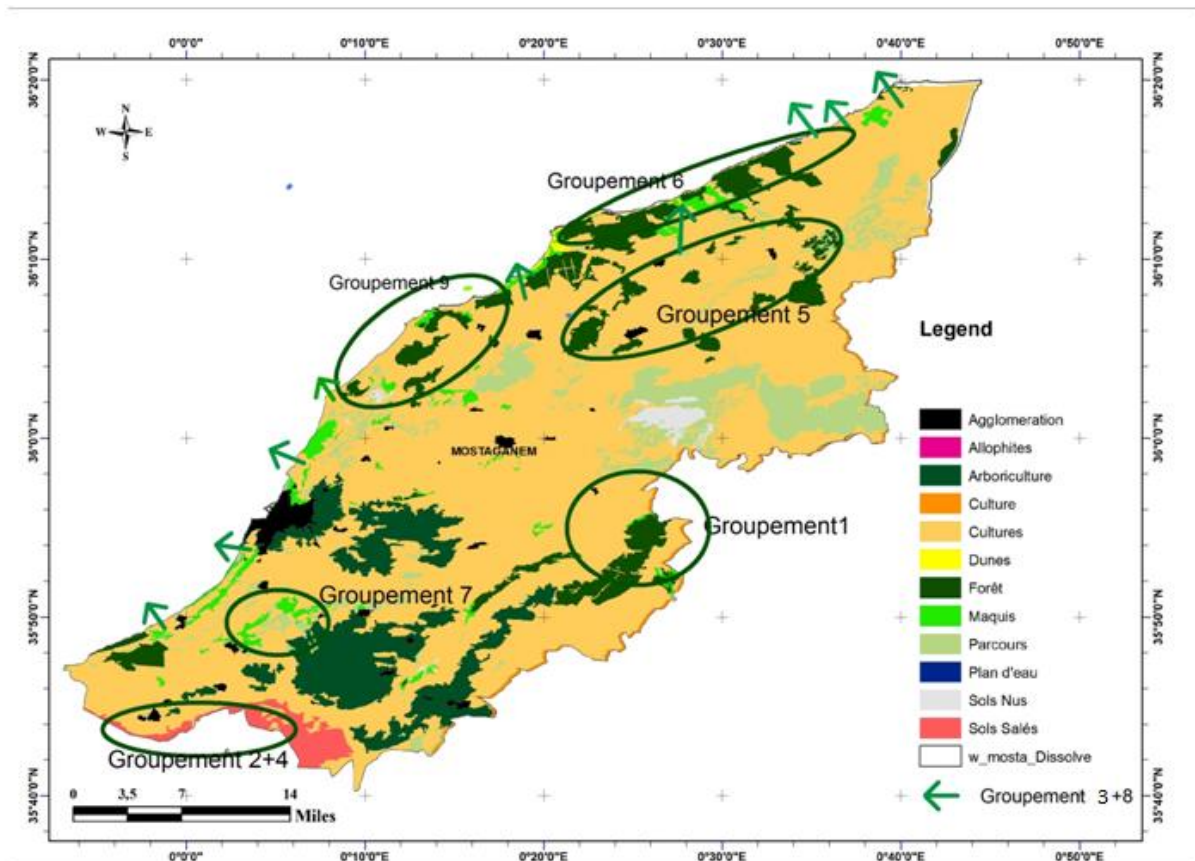 0°0'0"E 0°10'0"E 0°20'0"E 0°30'0"E 0°40'0"E 0°50'0"E
36°20'0"N
36°20'0"N
N
W E
S
Groupement 6
36°10'0"N
36°10'0"N
Groupement 9
Groupement 5
Legend
Agglomeration
Allophites
Arboriculture
Culture
Cultures
Dunes
Forêt
Maquis
Parcours
Plan d'eau
Sols Nus
Sols Salés
w_mosta_Dissolve
Groupement 3+8
36°0'0"N
36°0'0"N
MOSTAGANEM
Groupement1
Groupement 7
35°50'0"N
35°50'0"N
Groupement 2+4
35°40'0"N
35°40'0"N
0 3,5 7 14
Miles
0°0'0"E 0°10'0"E 0°20'0"E 0°30'0"E 0°40'0"E 0°50'0"E